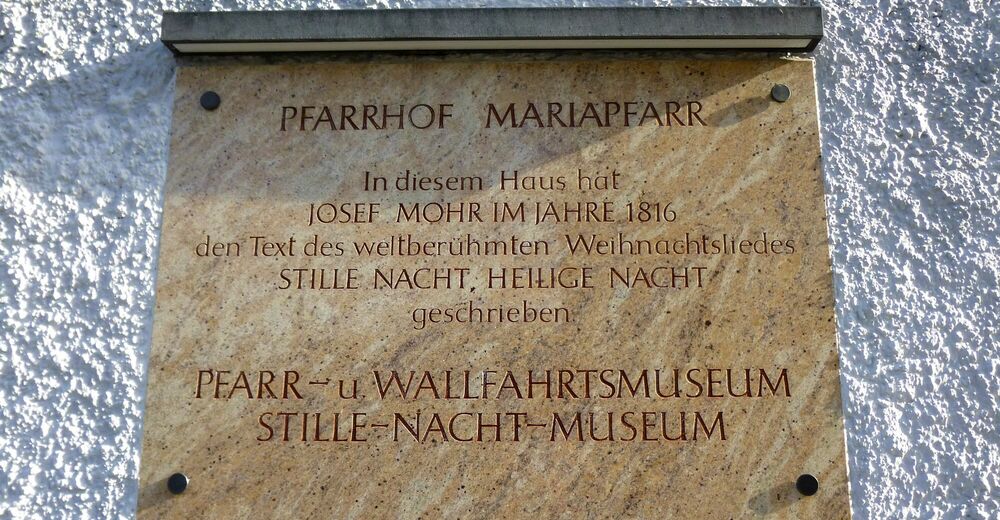 PFARRHOF MARIAPFARR
In diesem Haus hat
JOSEF MOHR IM JAHRE 1816
den Text des weltberühmten Weihnachtsliedes
STILLE NACHT, HEILIGE NACHT
geschrieben.
PFARR- u. WALLFAHRTSMUSEUM
STILLE-NACHT-MUSEUM